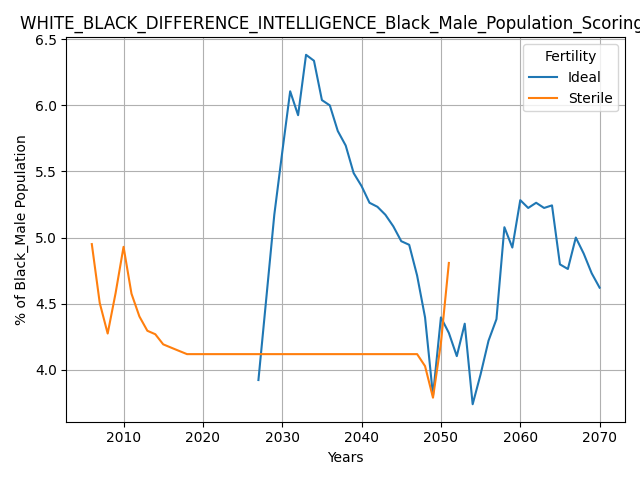 WHITE_BLACK_DIFFERENCE_INTELLIGENCE_Black_Male_Population_Scoring
Fertility
Ideal
Sterile
% of Black_Male Population
6.5
6.0
5.5
5.0
4.5
4.0
2010 2020 2030 2040 2050 2060 2070
Years